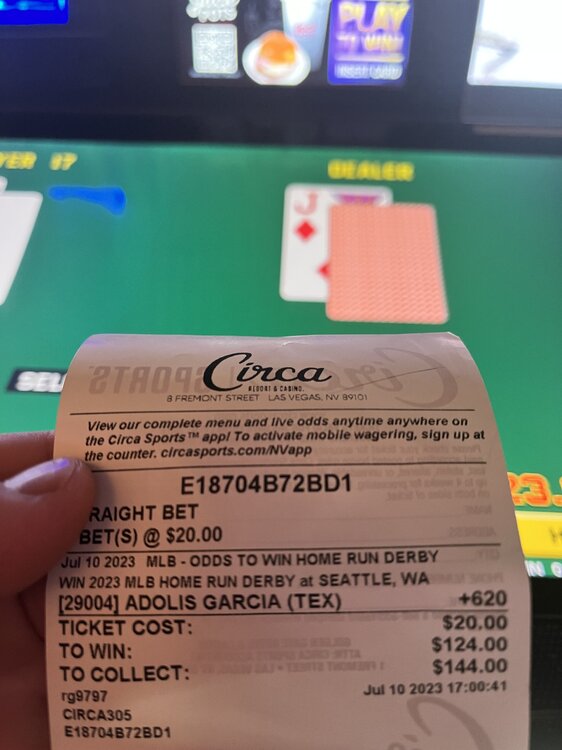 PLAY
TO WIN!
YER 17
DEALER
J
Circa
RESORT & CASINO.
8 FREMONT STREET LAS VEGAS, NV 89101
View our complete menu and live odds anytime anywhere on
the Circa Sports™ app! To activate mobile wagering, sign up at
the counter. circasports.com/NVapp
E18704B72BD1
RAIGHT BET
BET(S) @ $20.00
Jul 10 2023 MLB - ODDS TO WIN HOME RUN DERBY
WIN 2023 MLB HOME RUN DERBY at SEATTLE, WA
[29004] ADOLIS GARCIA (TEX) +620
TICKET COST: $20.00
TO WIN: $124.00
TO COLLECT: $144.00
rg9797 Jul 10 2023 17:00:41
CIRCA305
E18704B72BD1